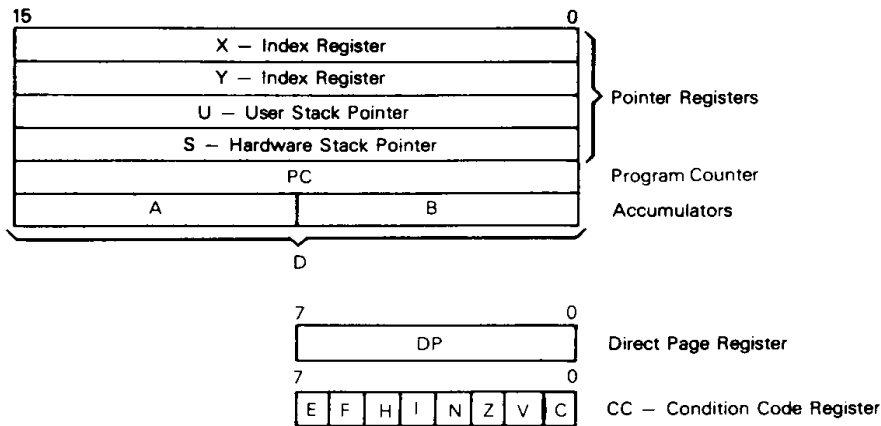 15 0
X – Index Register
Y – Index Register
U – User Stack Pointer
S – Hardware Stack Pointer
Pointer Registers
PC Program Counter
A B Accumulators
D
7 0
DP Direct Page Register
7 0
E F H I N Z V C CC – Condition Code Register